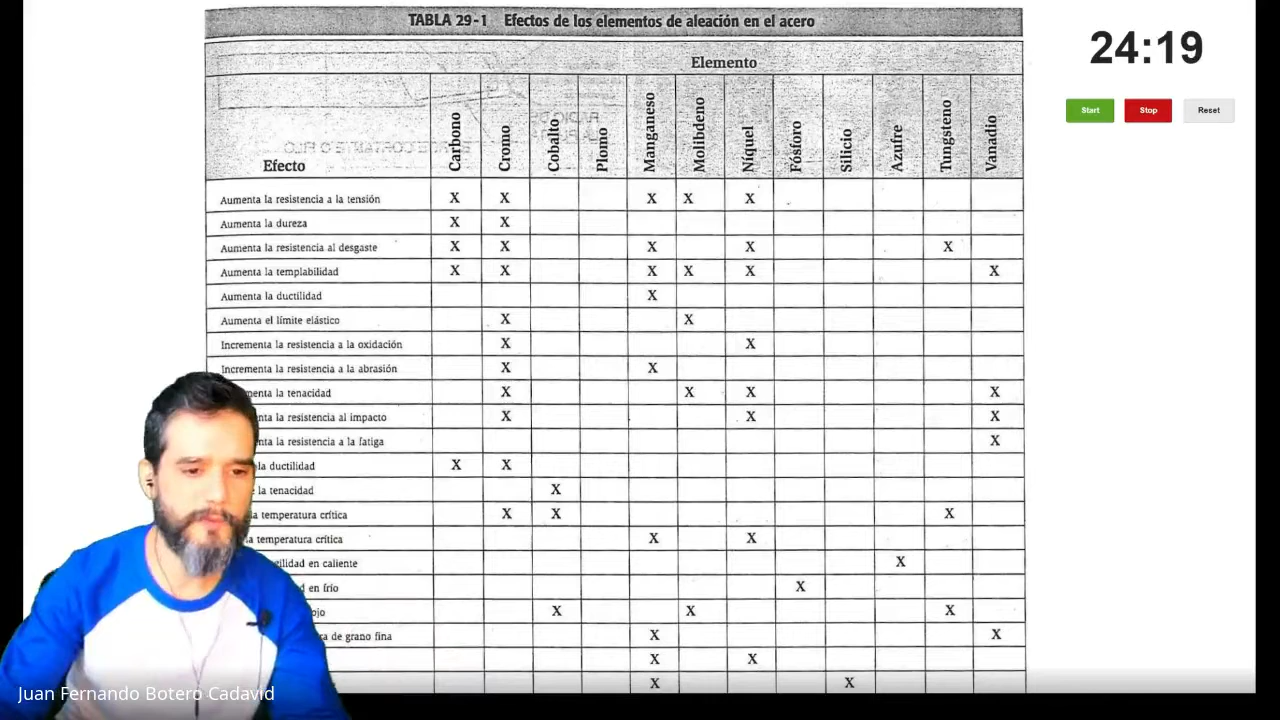 TABLA 29-1 Efectos de los elementos de aleación en el acero
24:19
Start Stop Reset
Elemento
Efecto Carbono Cromo Cobalto Plomo Manganeso Molibdeno Níquel Fósforo Silicio Azufre Tungsteno Vanadio
Aumenta la resistencia a la tensión X X X X X
Aumenta la dureza X X
Aumenta la resistencia al desgaste X X X X X
Aumenta la templabilidad X X X X X X
Aumenta la ductilidad X
Aumenta el límite elástico X X
Incrementa la resistencia a la oxidación X X
Incrementa la resistencia a la abrasión X X
menta la tenacidad X X X X
nta la resistencia al impacto X X X
nta la resistencia a la fatiga X
la ductilidad X X
la tenacidad X
la temperatura crítica X X X
a temperatura crítica X X
gilidad en caliente X
d en frío X
ojo X X X
ra de grano fina X X
X X
X X
Juan Fernando Botero Cadavid